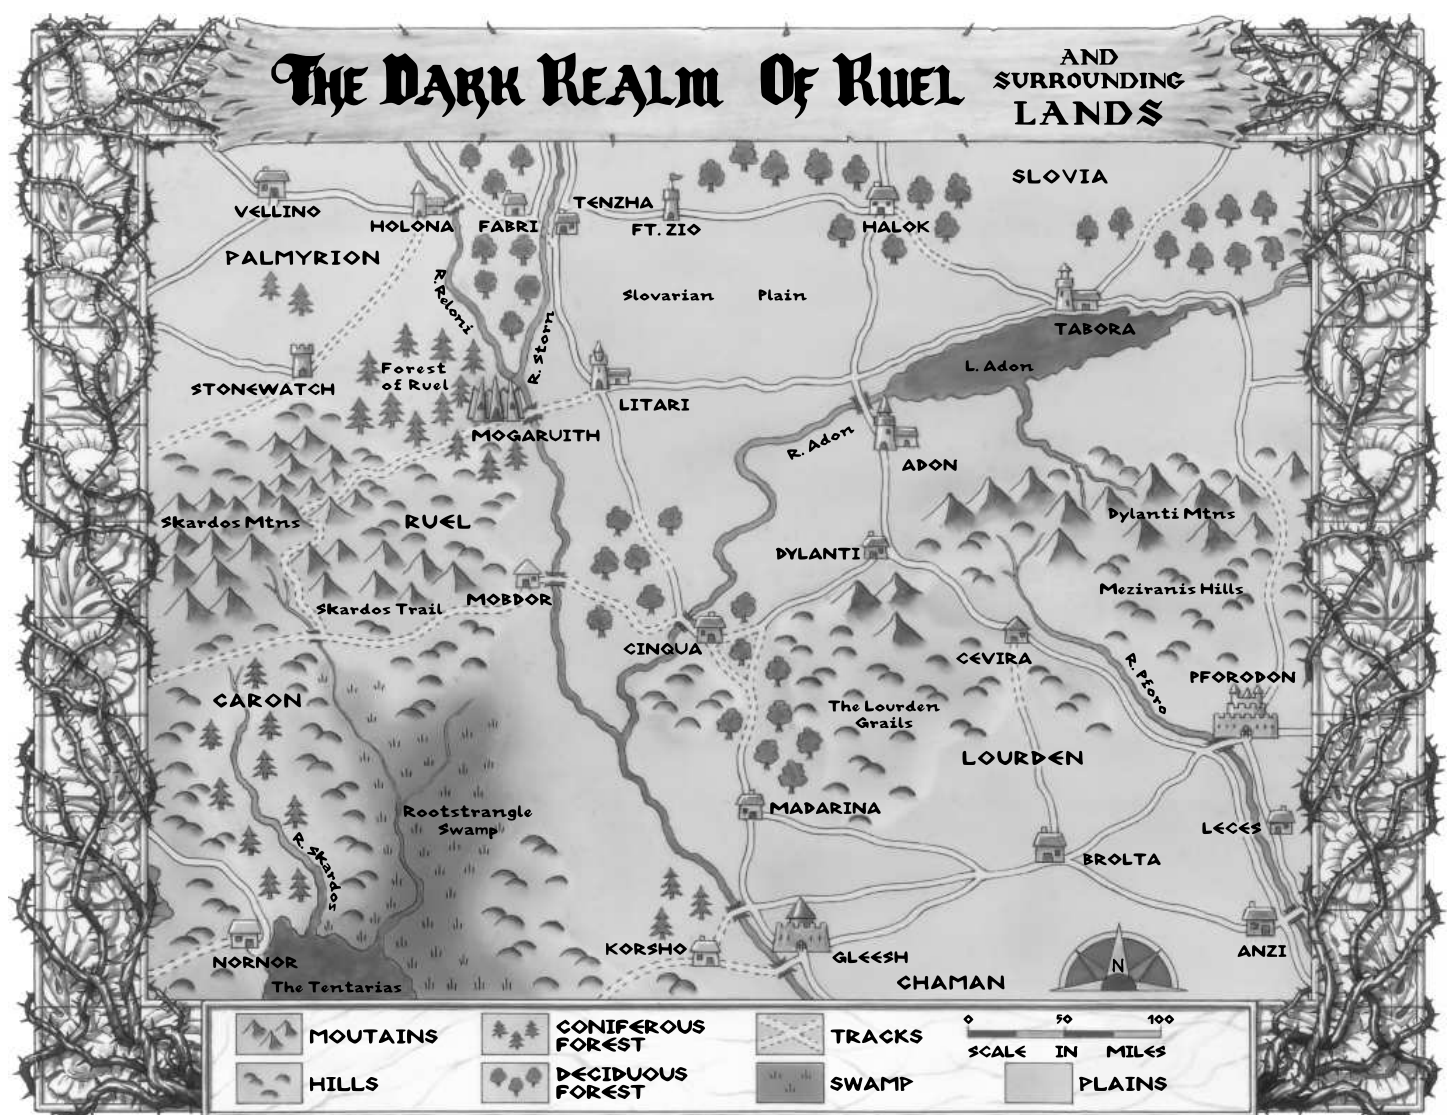 THE DARK REALM OF RUEL
AND
SURROUNDING
LANDS
SLOVIA
VELLINO
HOLONA
FABRI
TENZHA
FT. ZIO
HALOK
PALMYRION
R. Reloni
Slovarian Plain
TABORA
R. Storn
STONEWATCH
Forest
of Ruel
L. Adon
LITARI
MOGARUITH
R. Adon
ADON
Skardos Mtns
RUEL
Dylanti Mtns
DYLANTI
Meziranis Hills
MOBDOR
Skardos Trail
CINQUA
CEVIRA
R. Pforo
PFORODON
CARON
The Lourden
Grails
LOURDEN
Rootstrangle
Swamp
MADARINA
LECES
R. Skardos
BROLTA
KORSHO
GLEESH
ANZI
NORNOR
The Tentarias
CHAMAN
N
MOUTAINS
CONIFEROUS
FOREST
TRACKS
0 50 100
SCALE IN MILES
HILLS
DECIDUOUS
FOREST
SWAMP
PLAINS